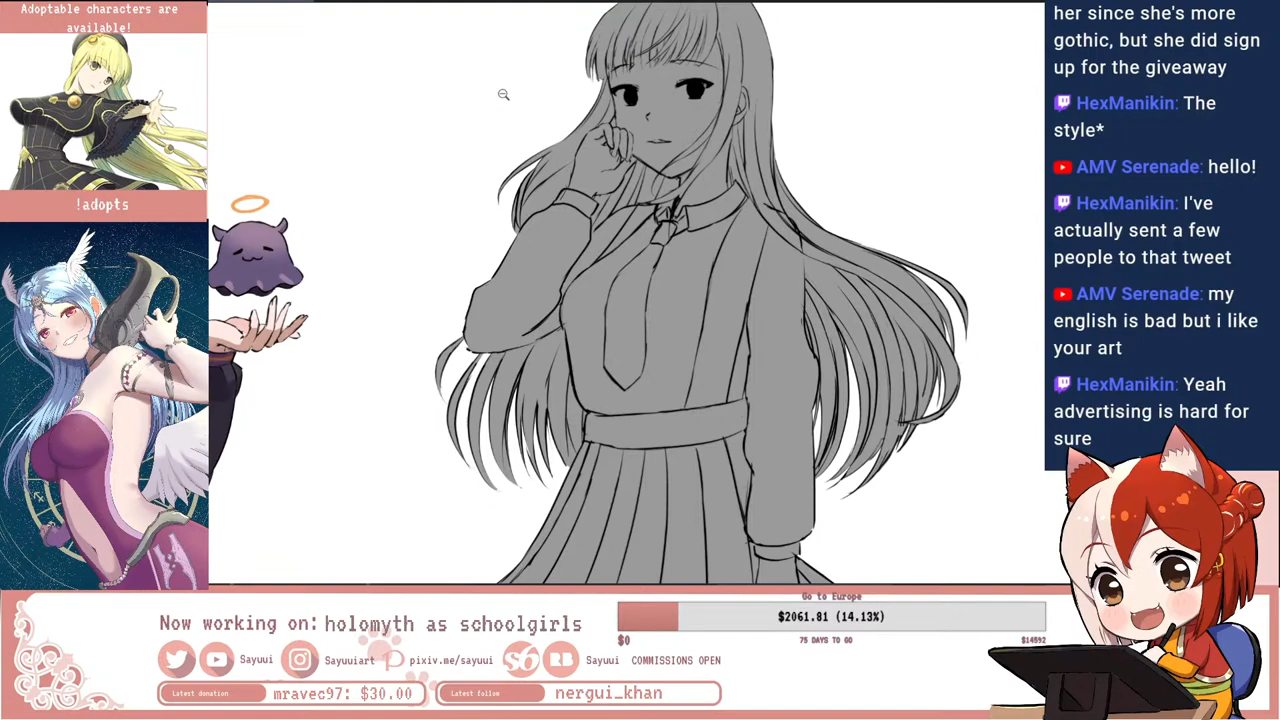 Adoptable characters are
available!
!adopts
her since she's more
gothic, but she did sign
up for the giveaway
HexManikin: The
style*
AMV Serenade: hello!
HexManikin: I've
actually sent a few
people to that tweet
AMV Serenade: my
english is bad but i like
your art
HexManikin: Yeah
advertising is hard for
sure
Now working on: holomyth as schoolgirls
Go to Europe
$2061.81 (14.13%)
$0
75 DAYS TO GO
$14592
Sayuui
Sayuuiart
pixiv.me/sayuui
S6
RB
Sayuui
COMMISSIONS OPEN
Latest donation
mravec97: $30.00
Latest follow
nergui_khan